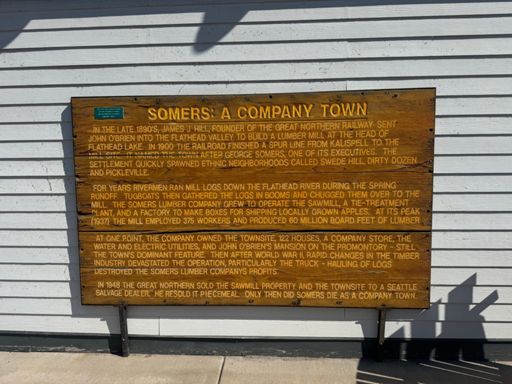 SOMERS: A COMPANY TOWN
IN THE LATE 1890'S, JAMES J. HILL, FOUNDER OF THE GREAT NORTHERN RAILWAY SENT
JOHN O'BRIEN INTO THE FLATHEAD VALLEY TO BUILD A LUMBER MILL AT THE HEAD OF
FLATHEAD LAKE. IN 1900 THE RAILROAD FINISHED A SPUR LINE FROM KALISPELL TO THE
MILL SITE. IT NAMED THE TOWN AFTER GEORGE SOMERS, ONE OF ITS EXECUTIVES. THE
SETTLEMENT QUICKLY SPAWNED ETHNIC NEIGHBORHOODS CALLED SWEDE HILL, DIRTY DOZEN
AND PICKLEVILLE.
FOR YEARS RIVERMEN RAN MILL LOGS DOWN THE FLATHEAD RIVER DURING THE SPRING
RUNOFF. TUGBOATS THEN GATHERED THE LOGS IN BOOMS AND CHUGGED THEM OVER TO THE
MILL. THE SOMERS LUMBER COMPANY GREW TO OPERATE THE SAWMILL, A TIE-TREATMENT
PLANT, AND A FACTORY TO MAKE BOXES FOR SHIPPING LOCALLY GROWN APPLES. AT ITS PEAK
(1937) THE MILL EMPLOYED 375 WORKERS AND PRODUCED 60 MILLION BOARD FEET OF LUMBER
AT ONE POINT, THE COMPANY OWNED THE TOWNSITE, 122 HOUSES, A COMPANY STORE, THE
WATER AND ELECTRIC UTILITIES, AND JOHN O'BRIEN'S MANSION ON THE PROMONTORY - STILL
THE TOWN'S DOMINANT FEATURE. THEN AFTER WORLD WAR II, RAPID CHANGES IN THE TIMBER
INDUSTRY DEVASTATED THE OPERATION, PARTICULARLY THE TRUCK - HAULING OF LOGS
DESTROYED THE SOMERS LUMBER COMPANY'S PROFITS.
IN 1948 THE GREAT NORTHERN SOLD THE SAWMILL PROPERTY AND THE TOWNSITE TO A SEATTLE
SALVAGE DEALER. HE RESOLD IT PIECEMEAL. ONLY THEN DID SOMERS DIE AS A COMPANY TOWN.